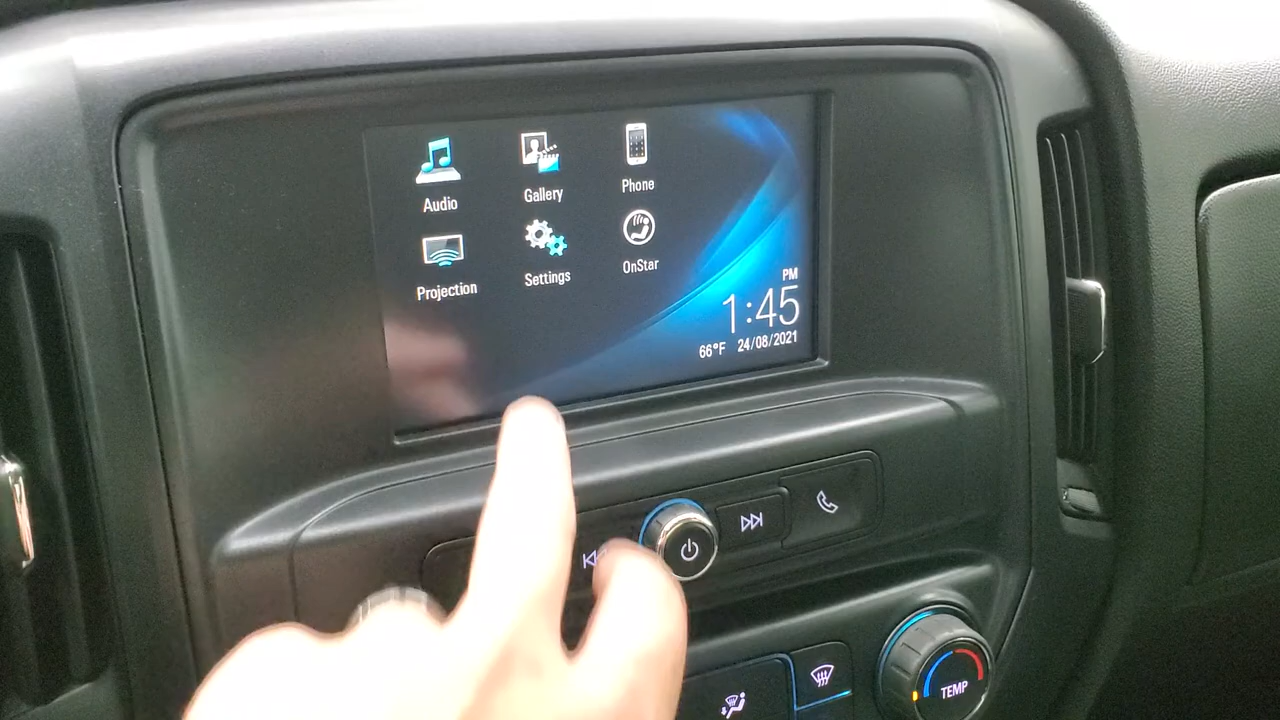 Audio
Gallery
Phone
Projection
Settings
OnStar
PM
1:45
66°F 24/08/2021
TEMP